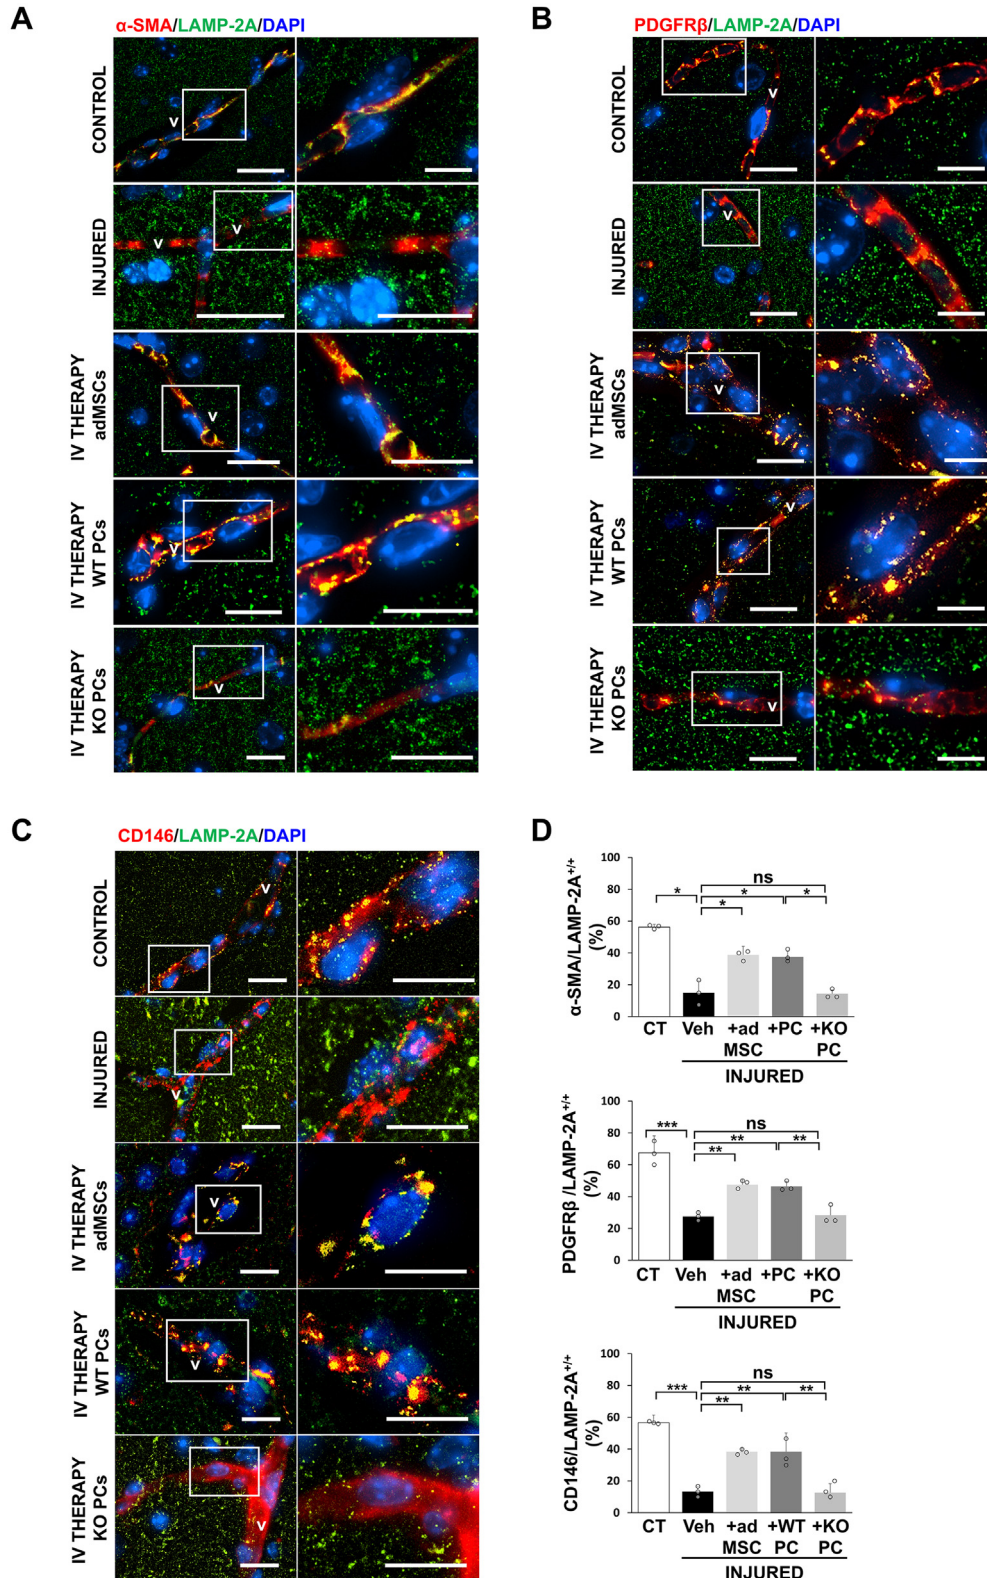 A
α-SMA/LAMP-2A/DAPI
CONTROL
V
INJURED
V
V
IV THERAPY
adMSCs
V
IV THERAPY
WT PCs
V
IV THERAPY
KO PCs
V
B
PDGFRβ/LAMP-2A/DAPI
CONTROL
V
INJURED
V
IV THERAPY
adMSCs
V
IV THERAPY
WT PCs
V
IV THERAPY
KO PCs
V
C
CD146/LAMP-2A/DAPI
CONTROL
V
INJURED
V
IV THERAPY
adMSCs
V
IV THERAPY
WT PCs
V
IV THERAPY
KO PCs
V
D
α-SMA/LAMP-2A+/+
(%)
100
80
60
40
20
0
ns
* * *
*
CT Veh +ad MSC +PC +KO PC
INJURED
PDGFRβ/LAMP-2A+/+
(%)
100
80
60
40
20
0
ns
*** ** **
**
CT Veh +ad MSC +PC +KO PC
INJURED
CD146/LAMP-2A+/+
(%)
100
80
60
40
20
0
ns
*** ** **
**
CT Veh +ad MSC +WT PC +KO PC
INJURED